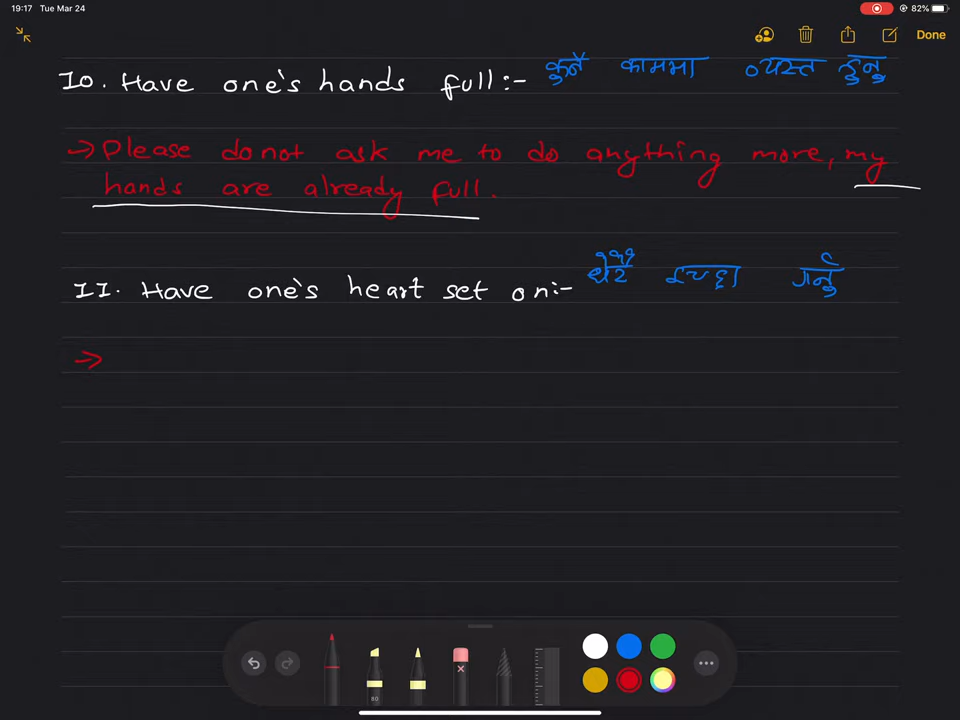 19:17 Tue Mar 24
82%
Done
10. Have one's hands full:- कुनै काममा व्यस्त हुनु
→ Please do not ask me to do anything more, my
hands are already full.
11. Have one's heart set on:- इच्छा गर्नु
→
80